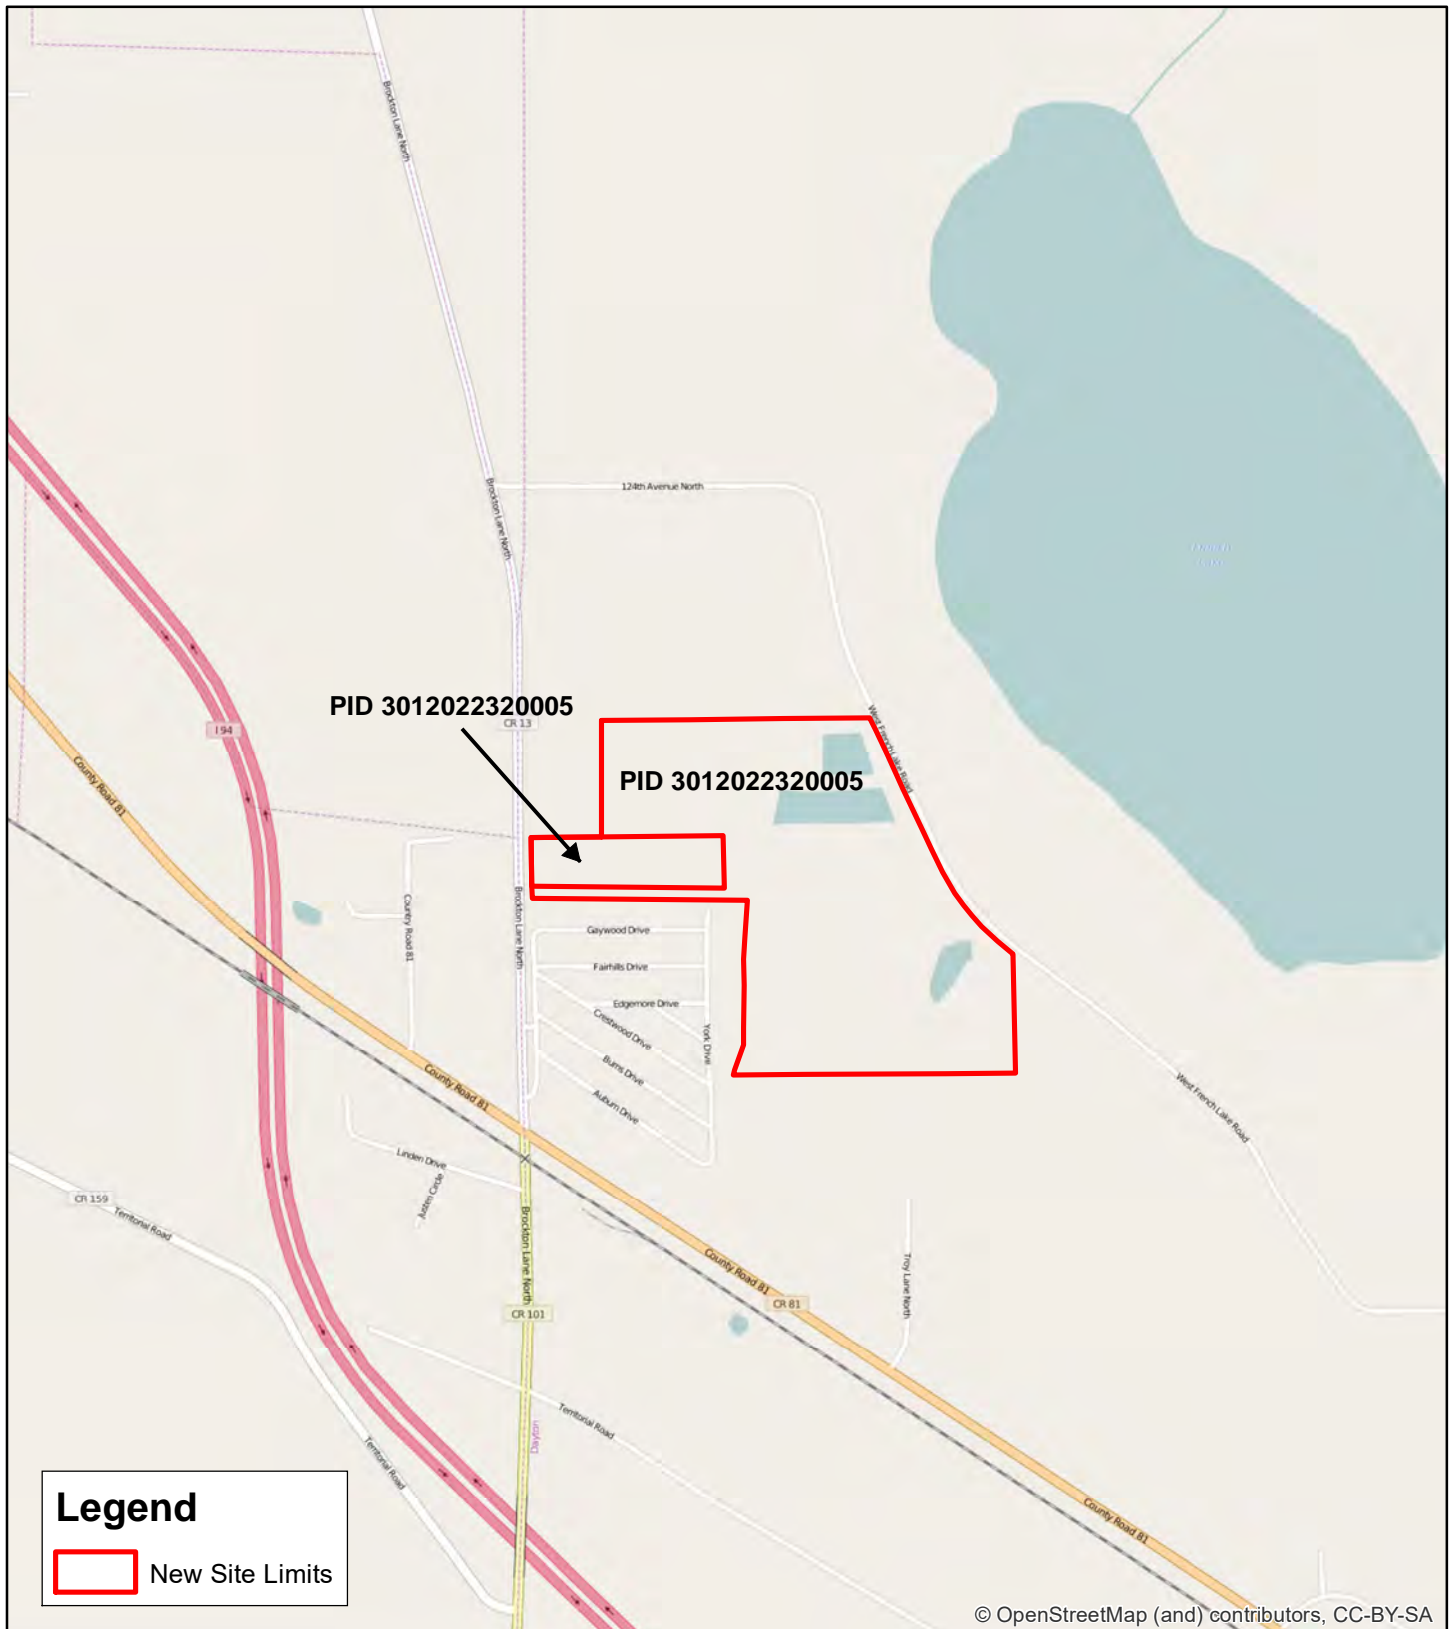 Brockton Lane North
Brockton Lane North
124th Avenue North
PID 3012022320005
CR 13
I 94
West French Lake Road
PID 3012022320005
County Road 81
Country Road 81
Brockton Lane North
Gaywood Drive
Fairhills Drive
Edgemore Drive
Crestwood Drive
York Drive
Burns Drive
Auburn Drive
County Road 81
West French Lake Road
Linden Drive
Justen Circle
CR 159
Territorial Road
Brockton Lane North
County Road 81
Troy Lane North
CR 81
CR 101
Territorial Road
Dayton
Territorial Road
County Road 81
Legend
New Site Limits
© OpenStreetMap (and) contributors, CC-BY-SA